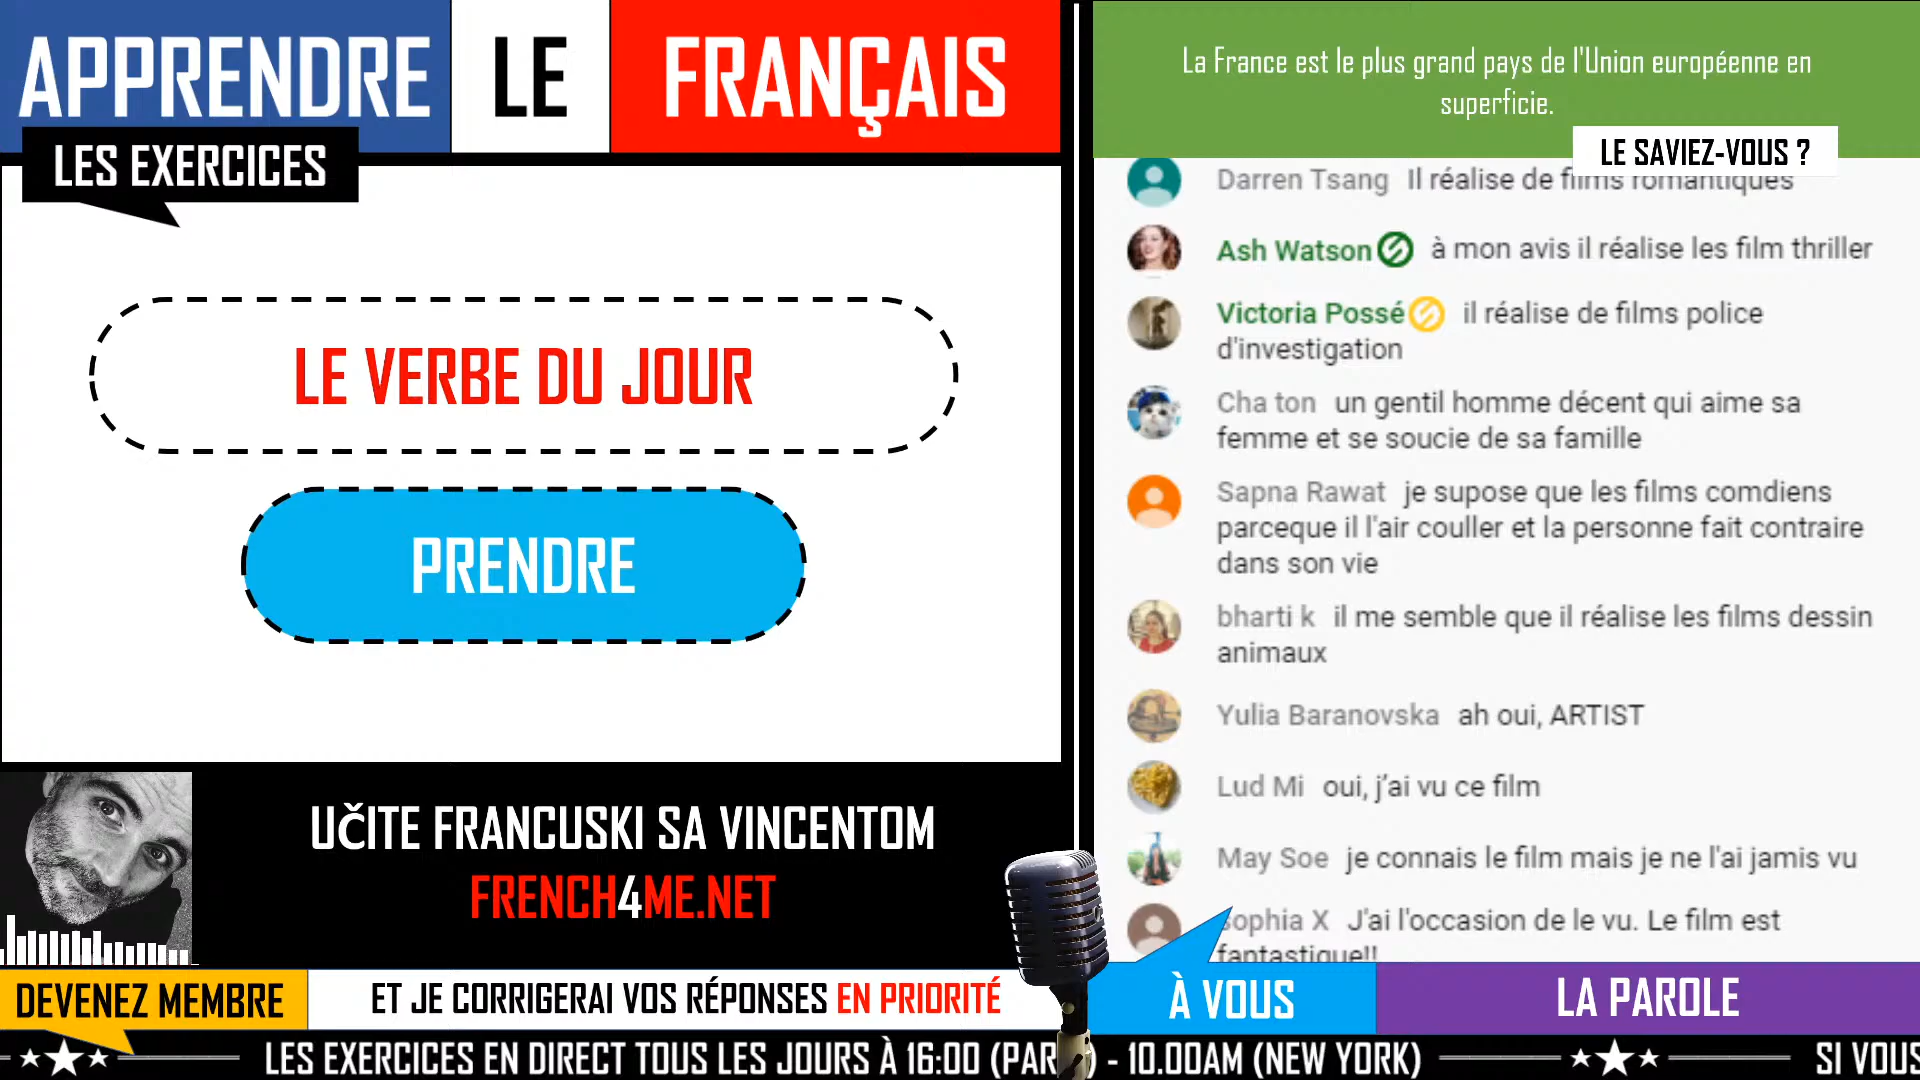 APPRENDRE LE FRANÇAIS
LES EXERCICES
LE VERBE DU JOUR
PRENDRE
UČITE FRANCUSKI SA VINCENTOM
FRENCH4ME.NET
DEVENEZ MEMBRE
ET JE CORRIGERAI VOS RÉPONSES EN PRIORITÉ
La France est le plus grand pays de l'Union européenne en
superficie.
LE SAVIEZ-VOUS ?
Darren Tsang Il réalise de films romantiques
Ash Watson à mon avis il réalise les film thriller
Victoria Possé il réalise de films police
d'investigation
Cha ton un gentil homme décent qui aime sa
femme et se soucie de sa famille
Sapna Rawat je supose que les films comdiens
parceque il l'air couller et la personne fait contraire
dans son vie
bharti k il me semble que il réalise les films dessin
animaux
Yulia Baranovska ah oui, ARTIST
Lud Mi oui, j’ai vu ce film
May Soe je connais le film mais je ne l'ai jamis vu
sophia X J'ai l'occasion de le vu. Le film est
fantastique!!
À VOUS
LA PAROLE
LES EXERCICES EN DIRECT TOUS LES JOURS À 16:00 (PAR ) - 10.00AM (NEW YORK)
SI VOUS